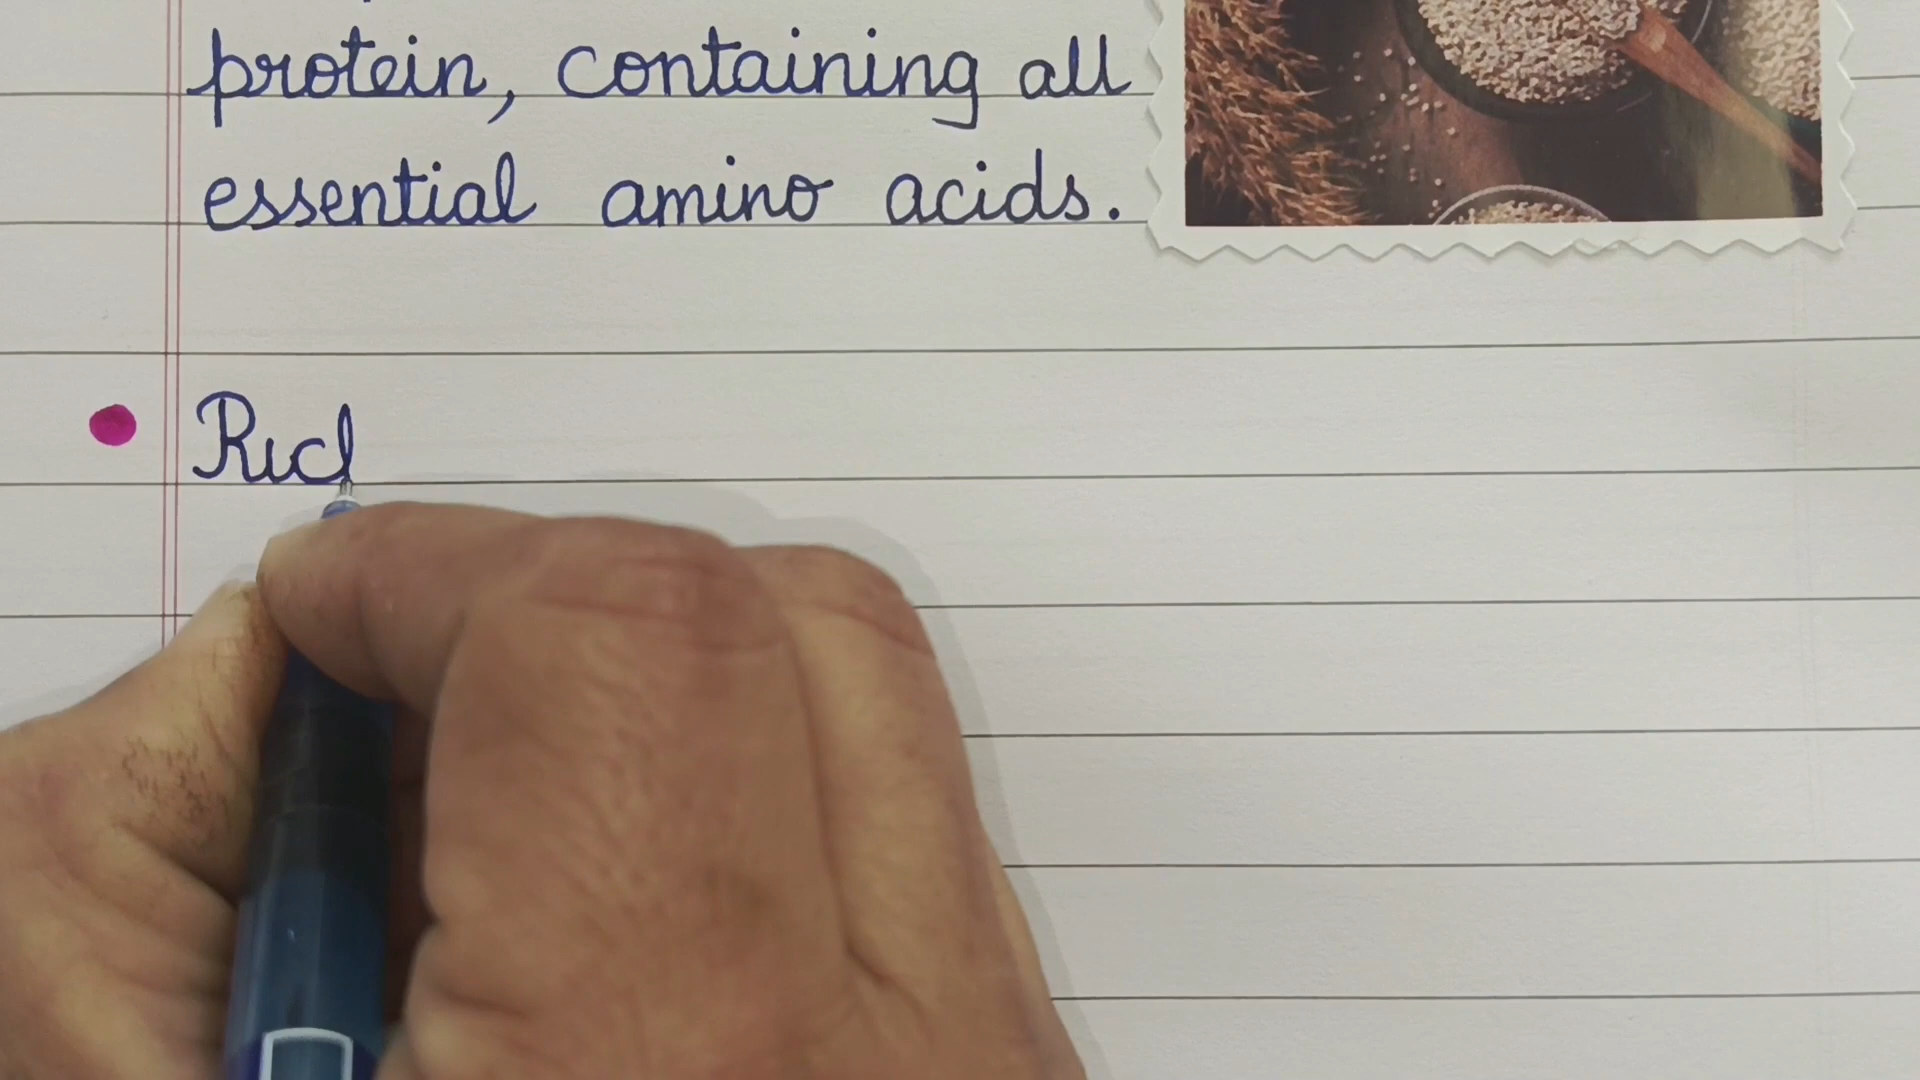 protein, containing all
essential amino acids.
Rich